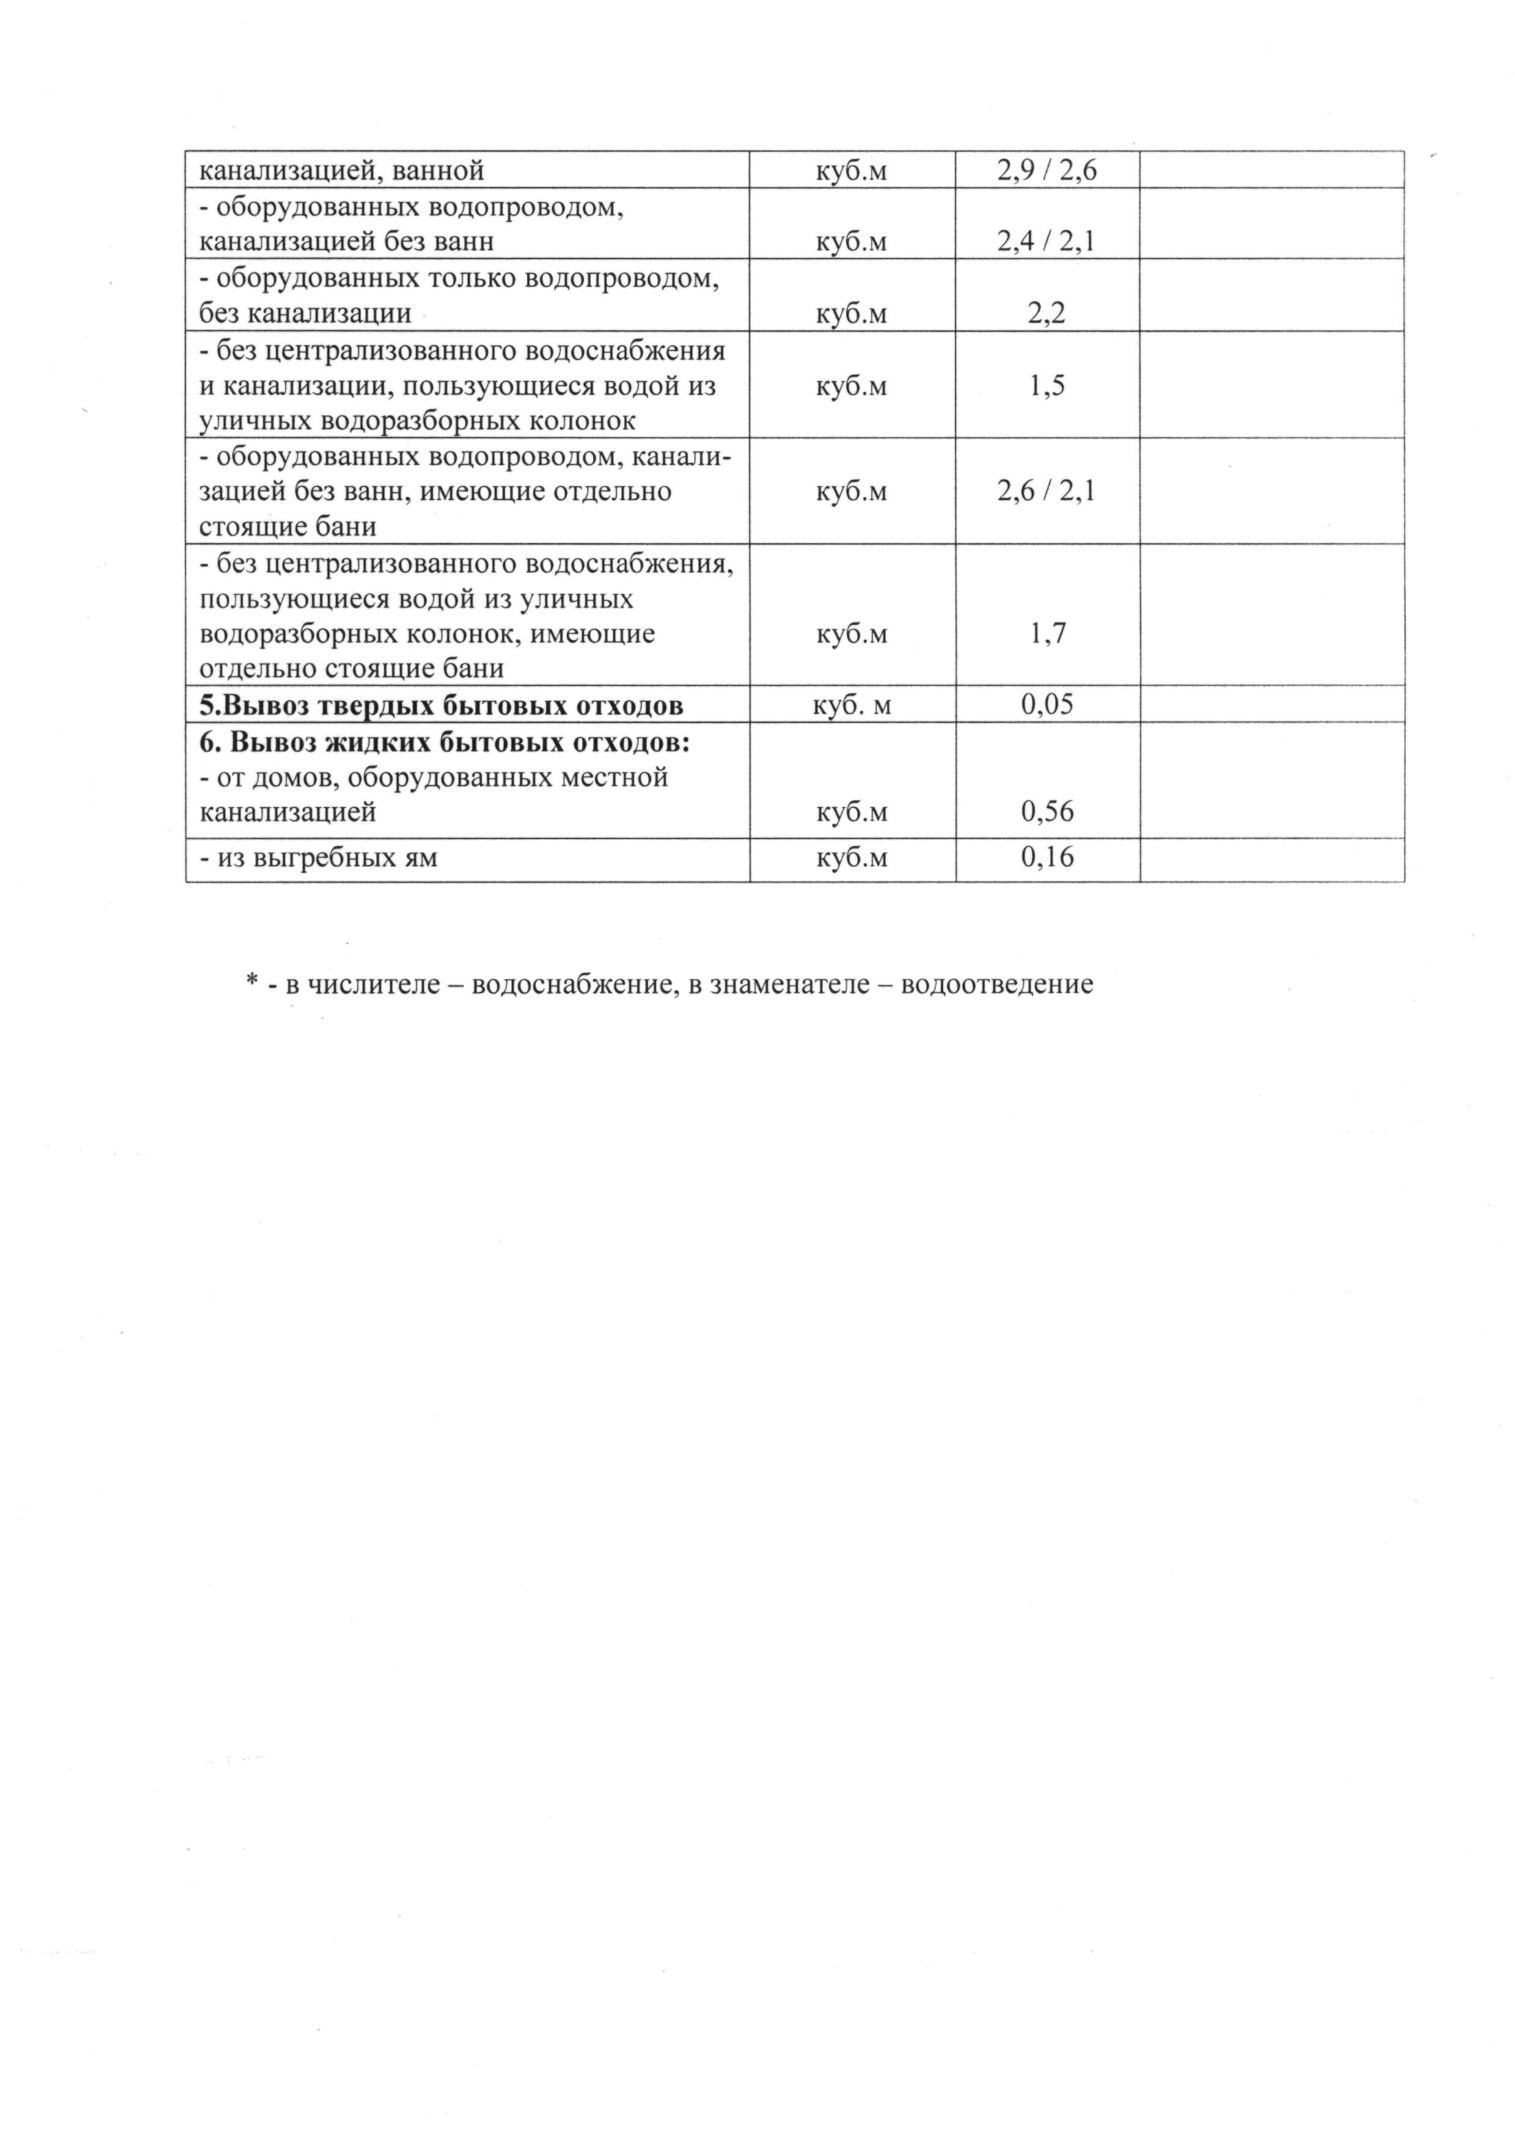 канализацией, ванной куб.м 2,9 / 2,6
- оборудованных водопроводом,
канализацией без ванн куб.м 2,4 / 2,1
- оборудованных только водопроводом,
без канализации куб.м 2,2
- без централизованного водоснабжения
и канализации, пользующиеся водой из куб.м 1,5
уличных водоразборных колонок
- оборудованных водопроводом, канали-
зацией без ванн, имеющие отдельно куб.м 2,6 / 2,1
стоящие бани
- без централизованного водоснабжения,
пользующиеся водой из уличных
водоразборных колонок, имеющие куб.м 1,7
отдельно стоящие бани
5.Вывоз твердых бытовых отходов куб. м 0,05
6. Вывоз жидких бытовых отходов:
- от домов, оборудованных местной
канализацией куб.м 0,56
- из выгребных ям куб.м 0,16
* - в числителе – водоснабжение, в знаменателе – водоотведение